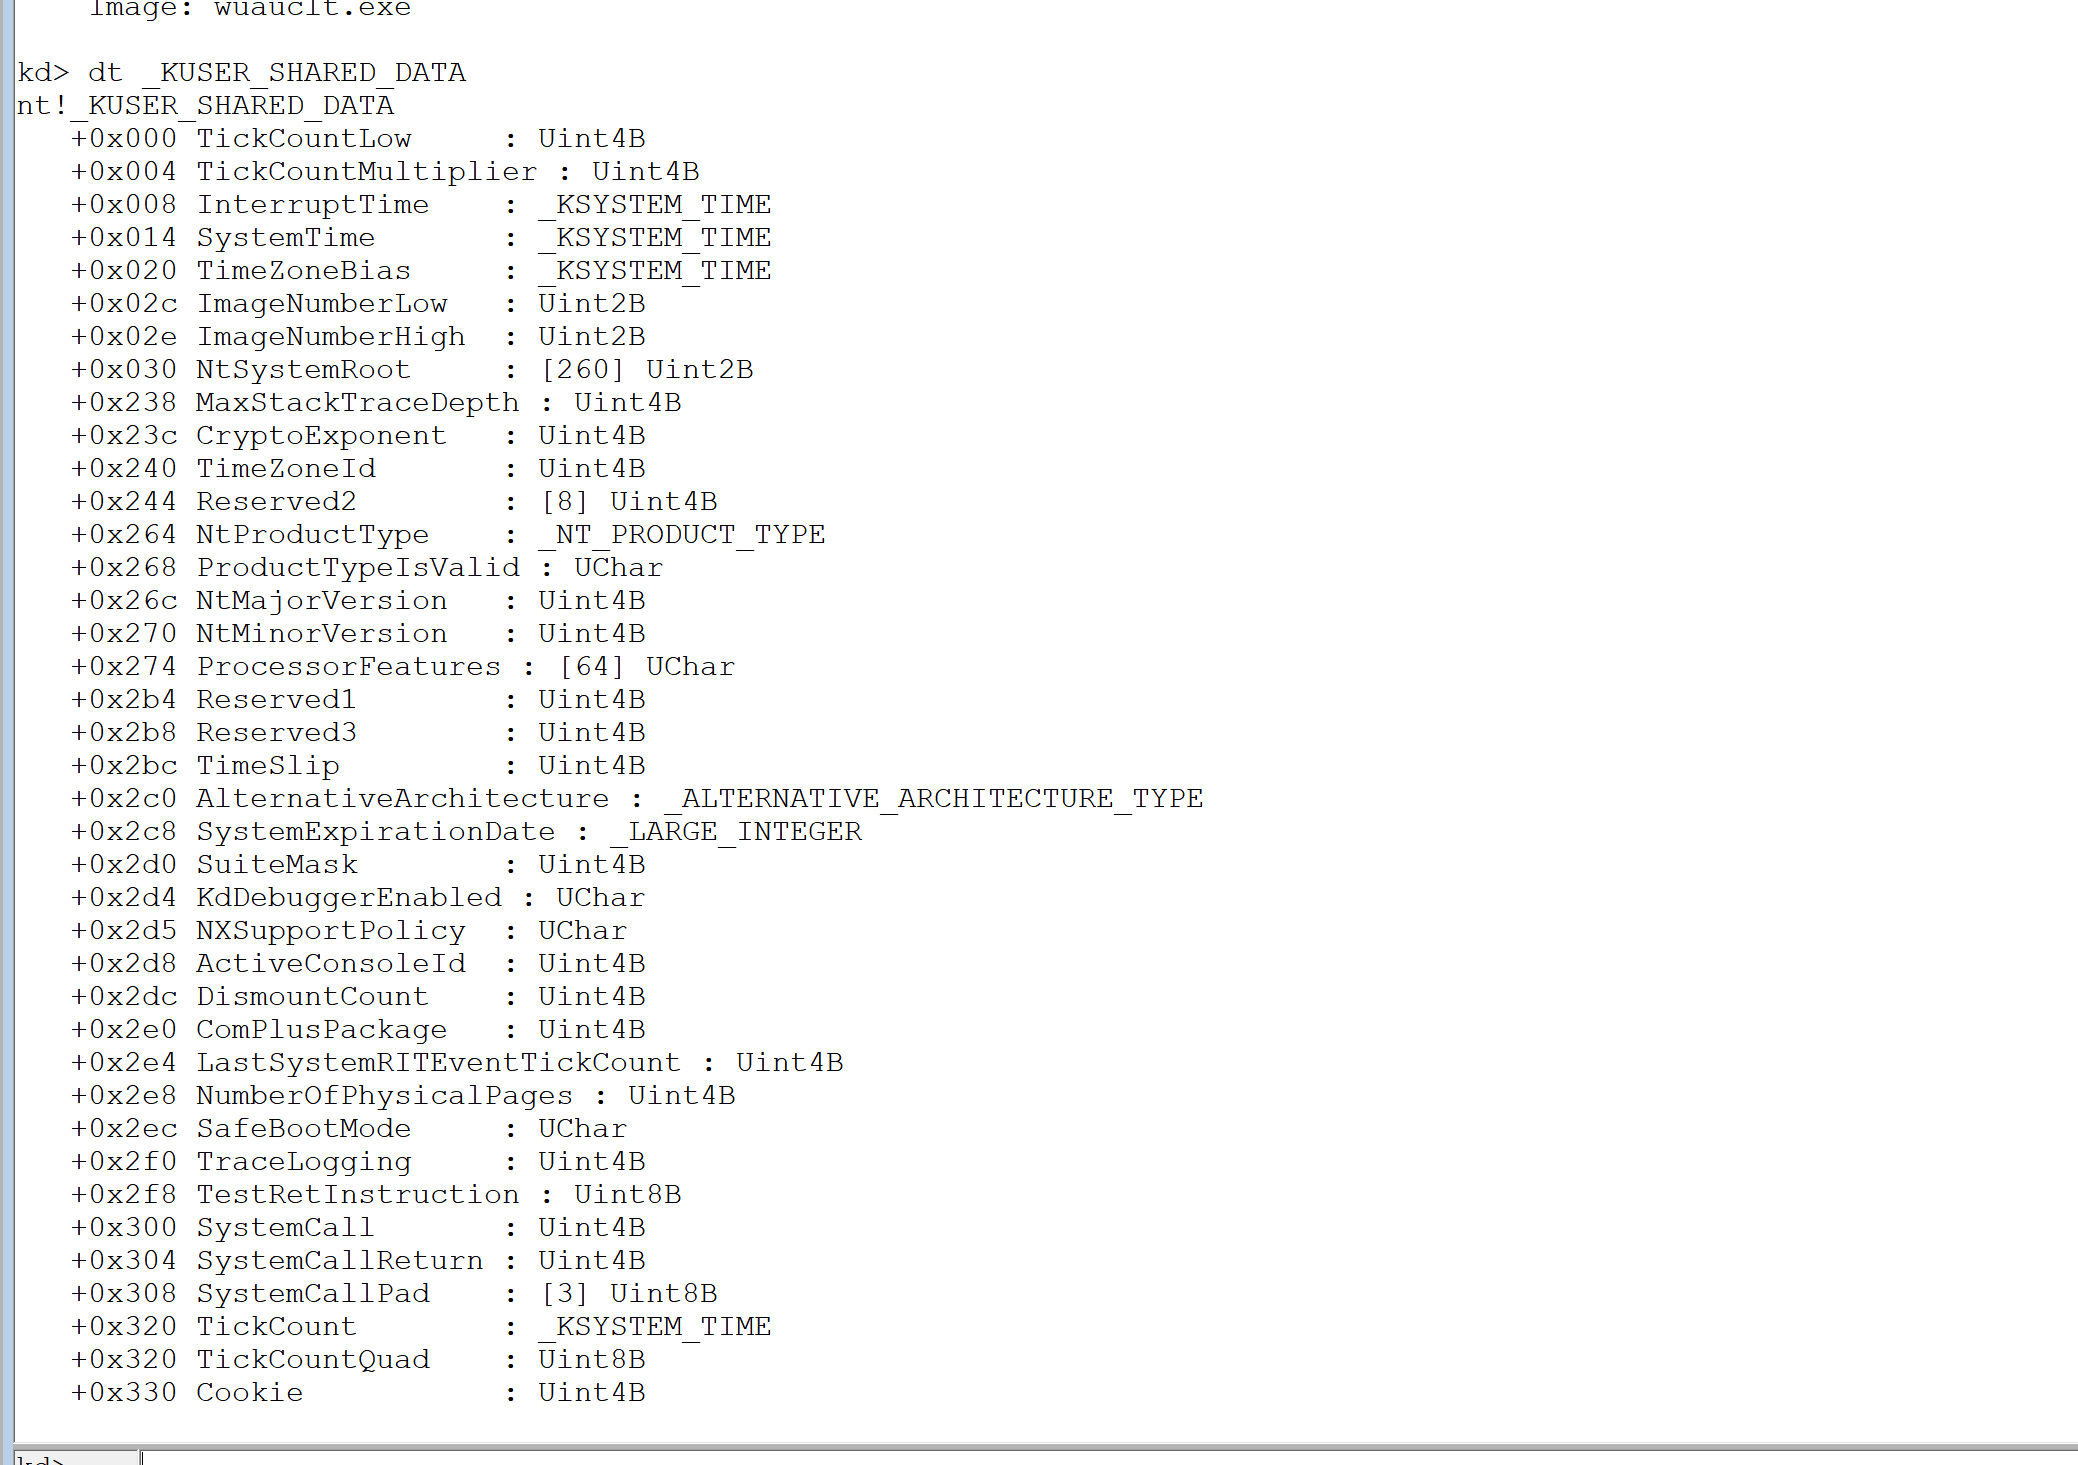 Image: wuauclt.exe
kd> dt _KUSER_SHARED_DATA
nt!_KUSER_SHARED_DATA
   +0x000 TickCountLow     : Uint4B
   +0x004 TickCountMultiplier : Uint4B
   +0x008 InterruptTime    : _KSYSTEM_TIME
   +0x014 SystemTime       : _KSYSTEM_TIME
   +0x020 TimeZoneBias     : _KSYSTEM_TIME
   +0x02c ImageNumberLow   : Uint2B
   +0x02e ImageNumberHigh  : Uint2B
   +0x030 NtSystemRoot     : [260] Uint2B
   +0x238 MaxStackTraceDepth : Uint4B
   +0x23c CryptoExponent   : Uint4B
   +0x240 TimeZoneId       : Uint4B
   +0x244 Reserved2        : [8] Uint4B
   +0x264 NtProductType    : _NT_PRODUCT_TYPE
   +0x268 ProductTypeIsValid : UChar
   +0x26c NtMajorVersion   : Uint4B
   +0x270 NtMinorVersion   : Uint4B
   +0x274 ProcessorFeatures : [64] UChar
   +0x2b4 Reserved1        : Uint4B
   +0x2b8 Reserved3        : Uint4B
   +0x2bc TimeSlip         : Uint4B
   +0x2c0 AlternativeArchitecture : _ALTERNATIVE_ARCHITECTURE_TYPE
   +0x2c8 SystemExpirationDate : _LARGE_INTEGER
   +0x2d0 SuiteMask        : Uint4B
   +0x2d4 KdDebuggerEnabled : UChar
   +0x2d5 NXSupportPolicy  : UChar
   +0x2d8 ActiveConsoleId  : Uint4B
   +0x2dc DismountCount    : Uint4B
   +0x2e0 ComPlusPackage   : Uint4B
   +0x2e4 LastSystemRITEventTickCount : Uint4B
   +0x2e8 NumberOfPhysicalPages : Uint4B
   +0x2ec SafeBootMode     : UChar
   +0x2f0 TraceLogging     : Uint4B
   +0x2f8 TestRetInstruction : Uint8B
   +0x300 SystemCall       : Uint4B
   +0x304 SystemCallReturn : Uint4B
   +0x308 SystemCallPad    : [3] Uint8B
   +0x320 TickCount        : _KSYSTEM_TIME
   +0x320 TickCountQuad    : Uint8B
   +0x330 Cookie           : Uint4B
kd>